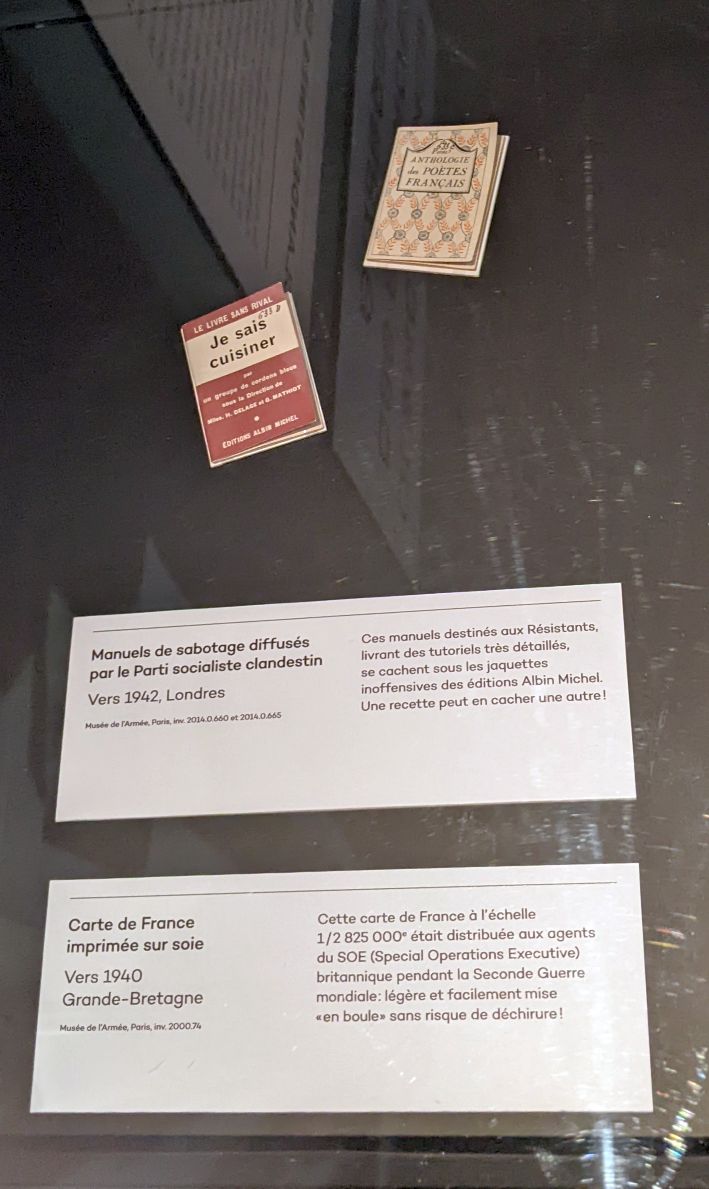 ANTHOLOGIE
des POÈTES
FRANÇAIS
LE LIVRE SANS RIVAL
Je sais
cuisiner
par
un groupe de cordons bleus
sous la Direction de
Mlles. H. DELAGE et G. MATHIOT
ÉDITIONS ALBIN MICHEL
Manuels de sabotage diffusés
par le Parti socialiste clandestin
Vers 1942, Londres
Musée de l'Armée, Paris, inv. 2014.0.660 et 2014.0.665
Ces manuels destinés aux Résistants,
livrant des tutoriels très détaillés,
se cachent sous les jaquettes
inoffensives des éditions Albin Michel.
Une recette peut en cacher une autre !
Carte de France
imprimée sur soie
Vers 1940
Grande-Bretagne
Musée de l'Armée, Paris, inv. 2000.74
Cette carte de France à l'échelle
1/2 825 000e était distribuée aux agents
du SOE (Special Operations Executive)
britannique pendant la Seconde Guerre
mondiale : légère et facilement mise
« en boule » sans risque de déchirure !